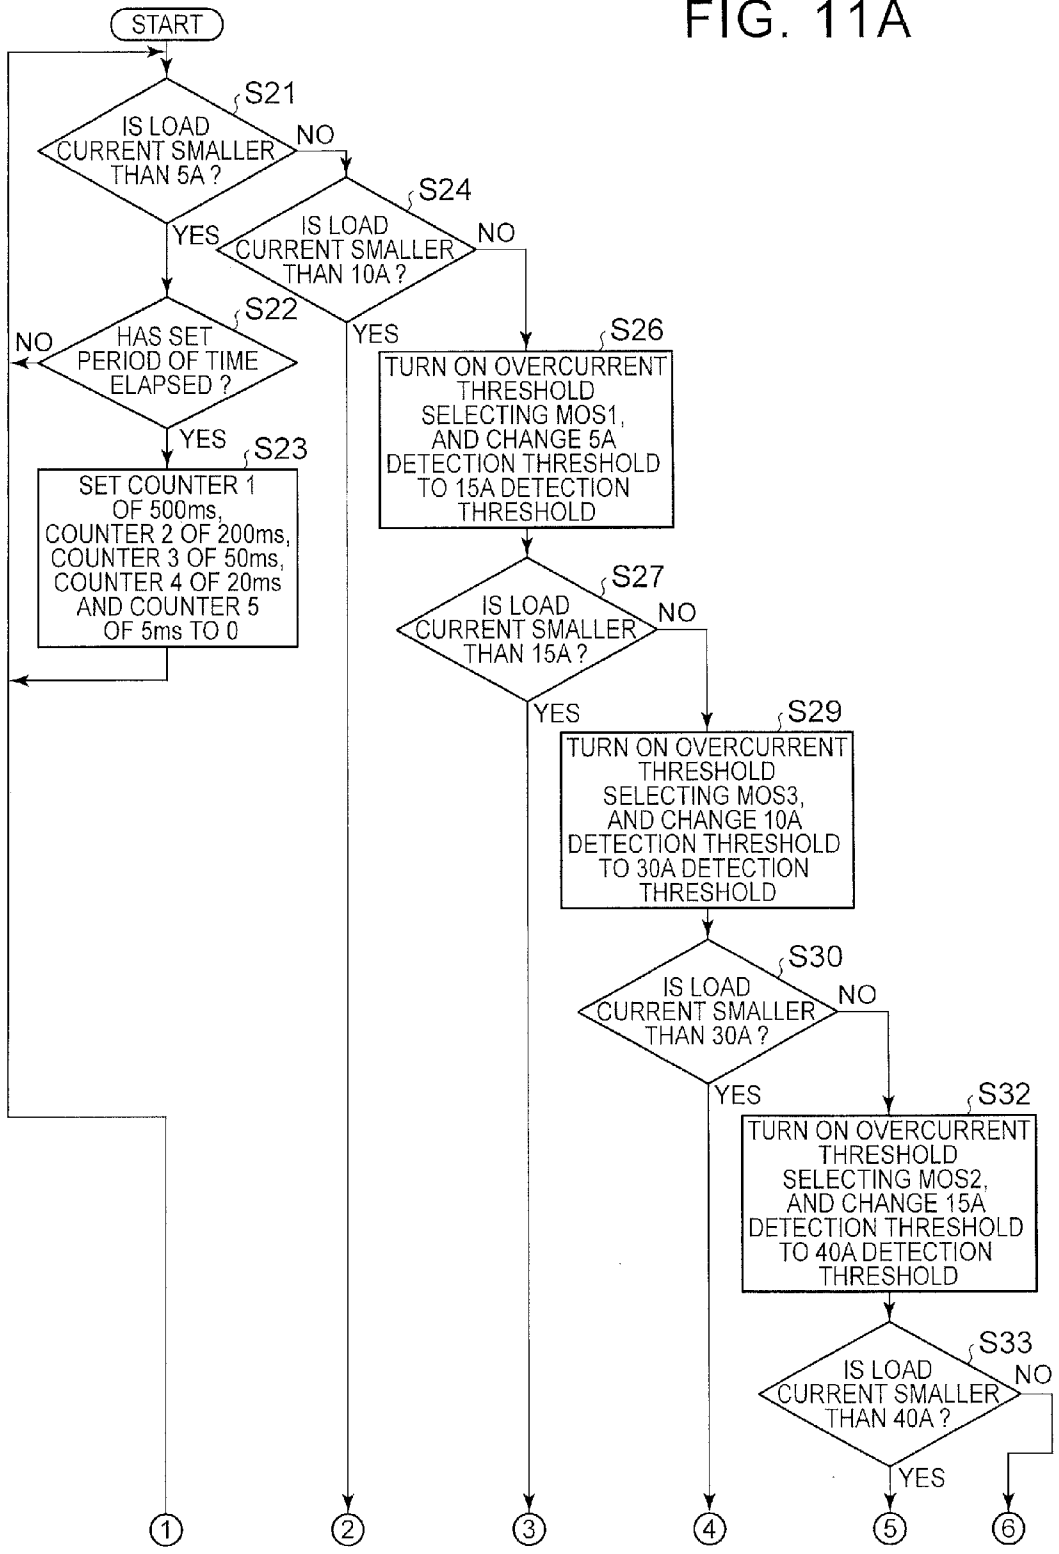 FIG. 11A
START
S21
IS LOAD
CURRENT SMALLER
THAN 5A ?
NO
YES
S24
IS LOAD
CURRENT SMALLER
THAN 10A ?
NO
YES
S22
HAS SET
PERIOD OF TIME
ELAPSED ?
NO
YES
S23
SET COUNTER 1
OF 500ms,
COUNTER 2 OF 200ms,
COUNTER 3 OF 50ms,
COUNTER 4 OF 20ms
AND COUNTER 5
OF 5ms TO 0
S26
TURN ON OVERCURRENT
THRESHOLD
SELECTING MOS1,
AND CHANGE 5A
DETECTION THRESHOLD
TO 15A DETECTION
THRESHOLD
S27
IS LOAD
CURRENT SMALLER
THAN 15A ?
NO
YES
S29
TURN ON OVERCURRENT
THRESHOLD
SELECTING MOS3,
AND CHANGE 10A
DETECTION THRESHOLD
TO 30A DETECTION
THRESHOLD
S30
IS LOAD
CURRENT SMALLER
THAN 30A ?
NO
YES
S32
TURN ON OVERCURRENT
THRESHOLD
SELECTING MOS2,
AND CHANGE 15A
DETECTION THRESHOLD
TO 40A DETECTION
THRESHOLD
S33
IS LOAD
CURRENT SMALLER
THAN 40A ?
NO
YES
1
2
3
4
5
6